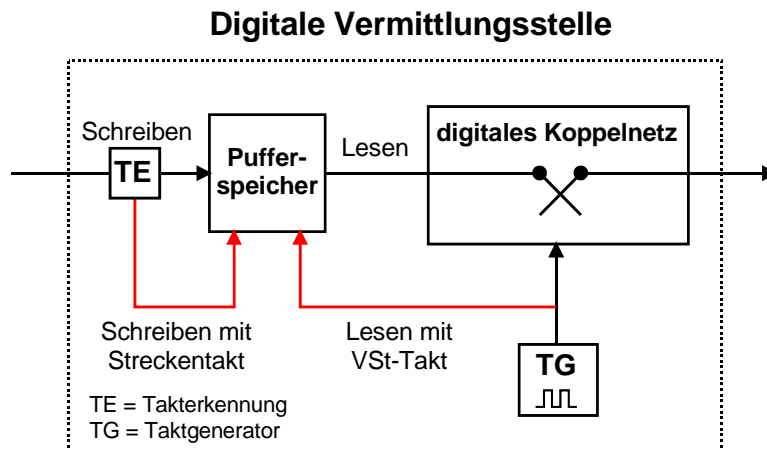 Digitale Vermittlungsstelle
Schreiben
TE
Puffer-
speicher
Lesen
digitales Koppelnetz
Schreiben mit
Streckentakt
Lesen mit
VSt-Takt
TG
TE = Takterkennung
TG = Taktgenerator